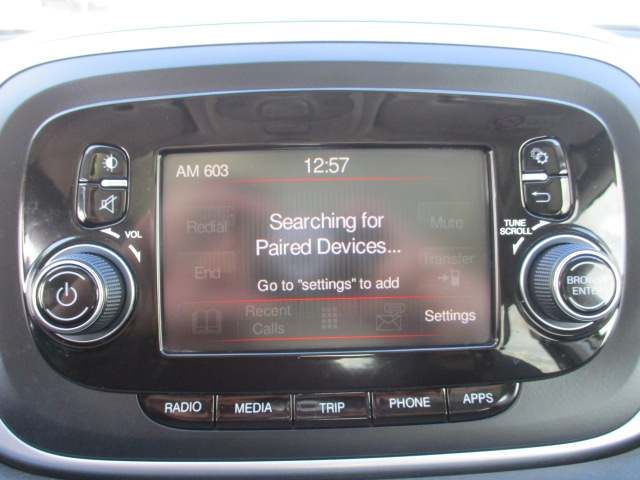 AM 603 12:57
Searching for
Paired Devices...
Go to "settings" to add
Redial
Mute
End
Transfer
Recent
Calls
Settings
VOL
TUNE
SCROLL
BROWSE
ENTER
RADIO MEDIA TRIP PHONE APPS